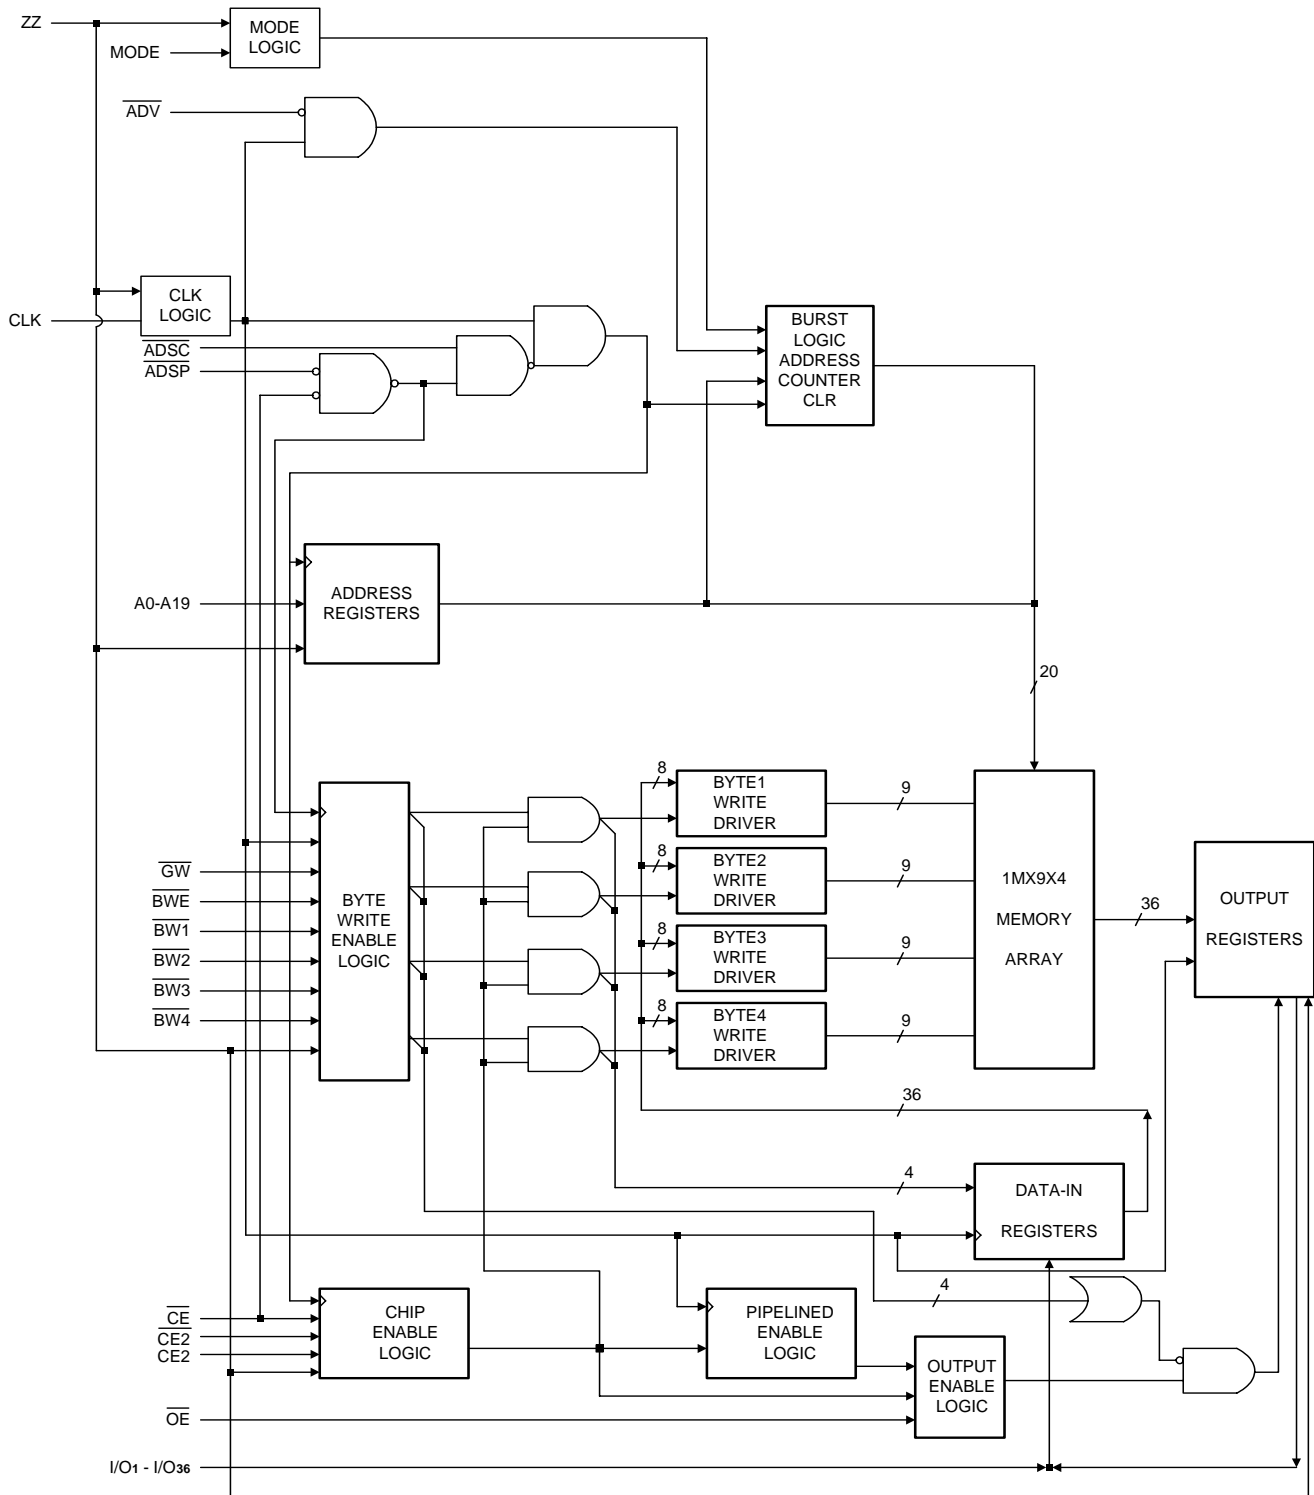 ZZ
MODE
LOGIC
MODE
ADV
CLK
LOGIC
CLK
ADSC
ADSP
BURST
LOGIC
ADDRESS
COUNTER
CLR
ADDRESS
REGISTERS
A0-A19
20
8
BYTE1
WRITE
DRIVER
9
8
BYTE2
WRITE
DRIVER
9
8
BYTE3
WRITE
DRIVER
9
8
BYTE4
WRITE
DRIVER
9
GW
BWE
BW1
BW2
BW3
BW4
BYTE
WRITE
ENABLE
LOGIC
1MX9X4
MEMORY
ARRAY
36
OUTPUT
REGISTERS
36
4
DATA-IN
REGISTERS
4
CE
CE2
CE2
CHIP
ENABLE
LOGIC
PIPELINED
ENABLE
LOGIC
OUTPUT
ENABLE
LOGIC
OE
I/O1 - I/O36